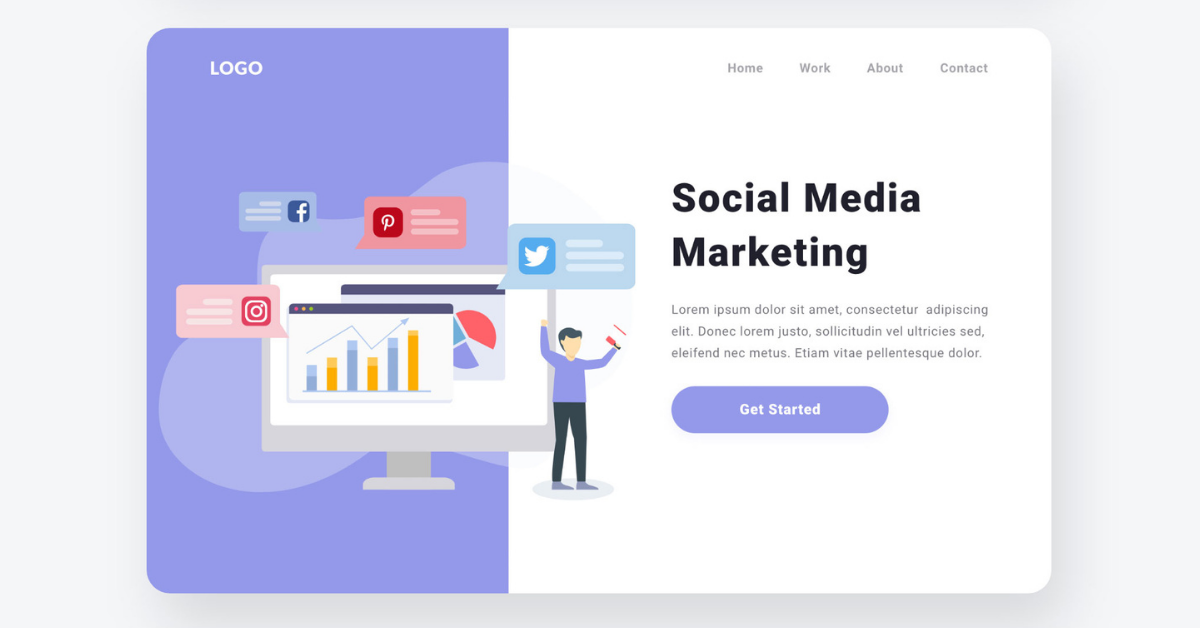 LOGO
Home Work About Contact
Social Media
Marketing
Lorem ipsum dolor sit amet, consectetur  adipiscing
elit. Donec lorem justo, sollicitudin vel ultricies sed,
eleifend nec metus. Etiam vitae pellentesque dolor.
Get Started